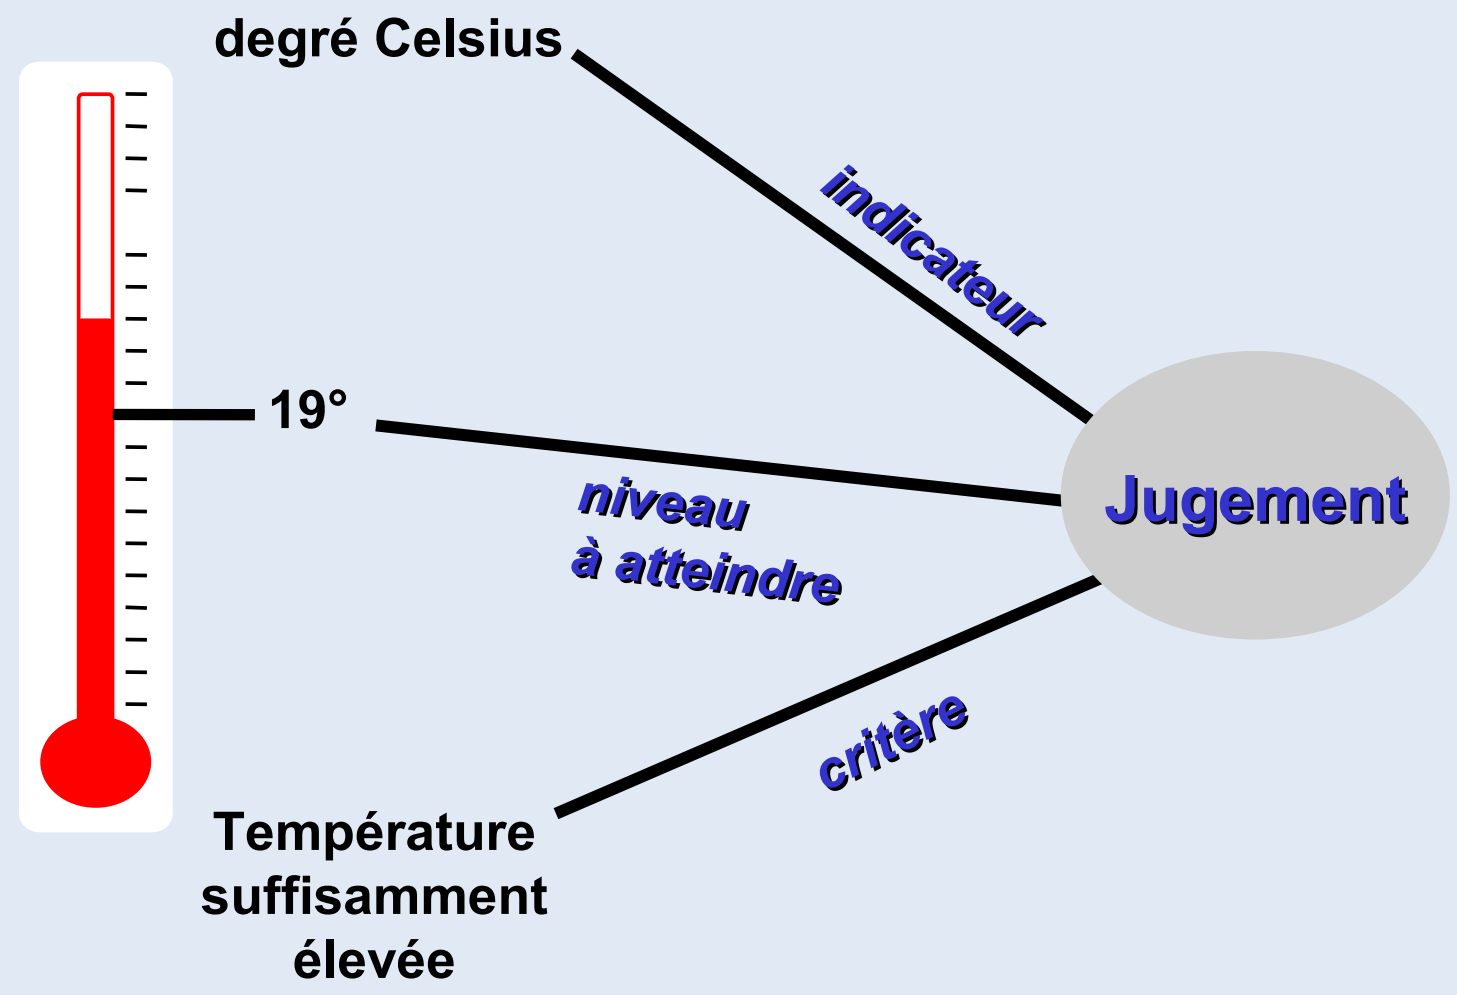 degré Celsius
indicateur
19°
niveau
à atteindre
Jugement
critère
Température
suffisamment
élevée